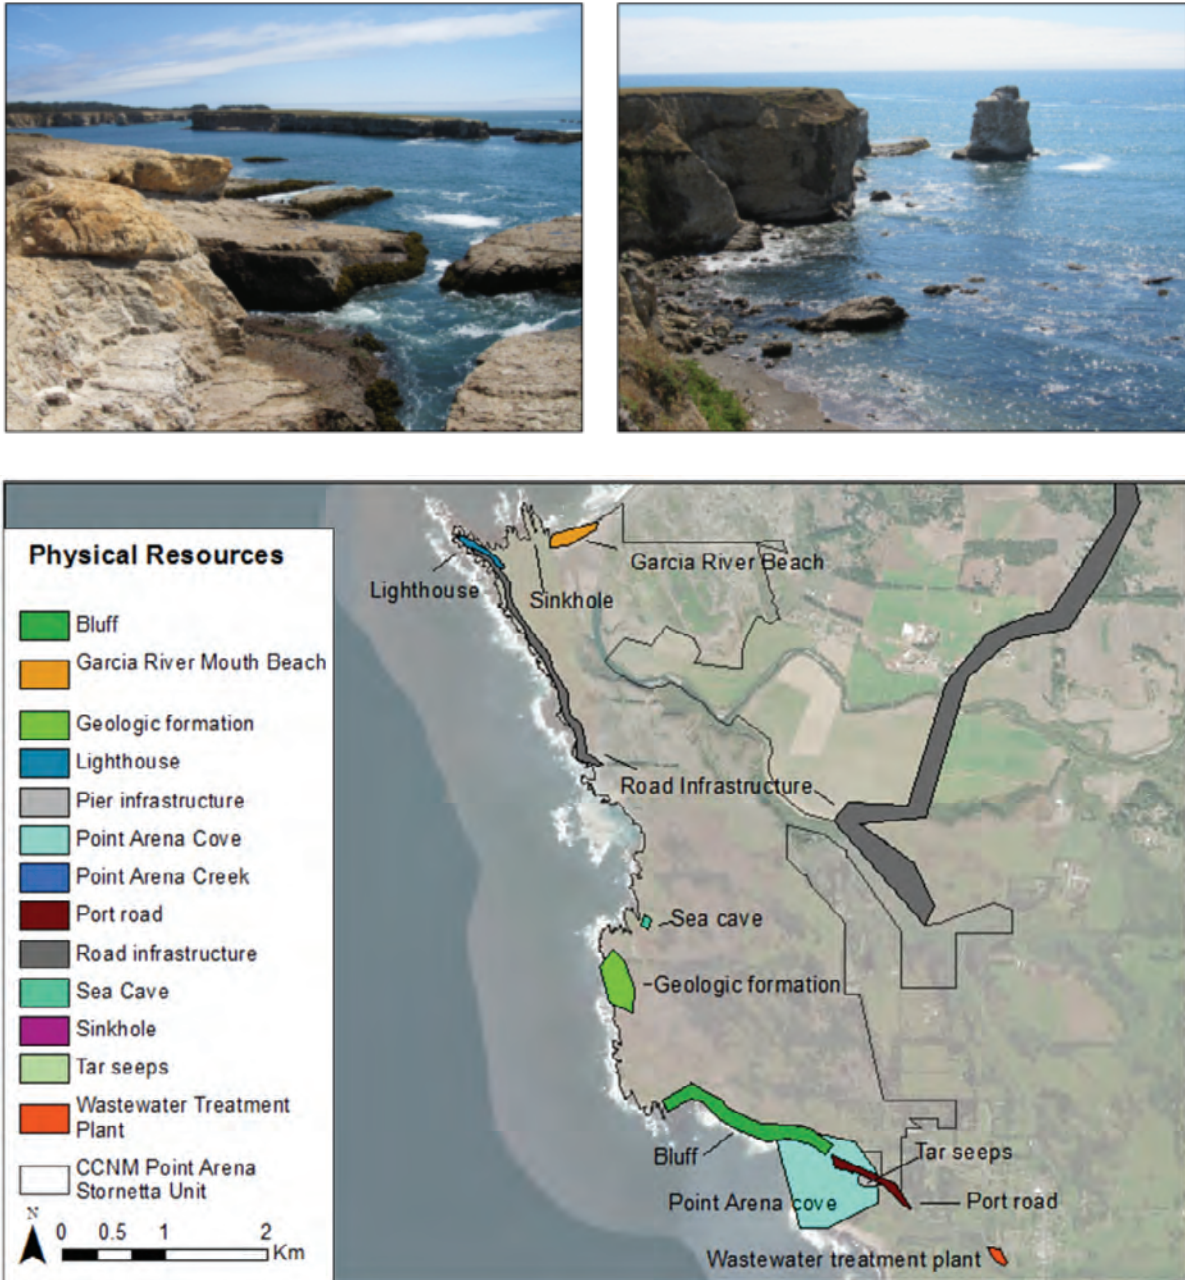 Physical Resources
Bluff
Garcia River Mouth Beach
Geologic formation
Lighthouse
Pier infrastructure
Point Arena Cove
Point Arena Creek
Port road
Road infrastructure
Sea Cave
Sinkhole
Tar seeps
Wastewater Treatment
Plant
CCNM Point Arena
Stornetta Unit
N
0 0.5 1 2
Km
Garcia River Beach
Lighthouse
Sinkhole
Road Infrastructure
Sea cave
Geologic formation
Bluff
Tar seeps
Point Arena cove
Port road
Wastewater treatment plant